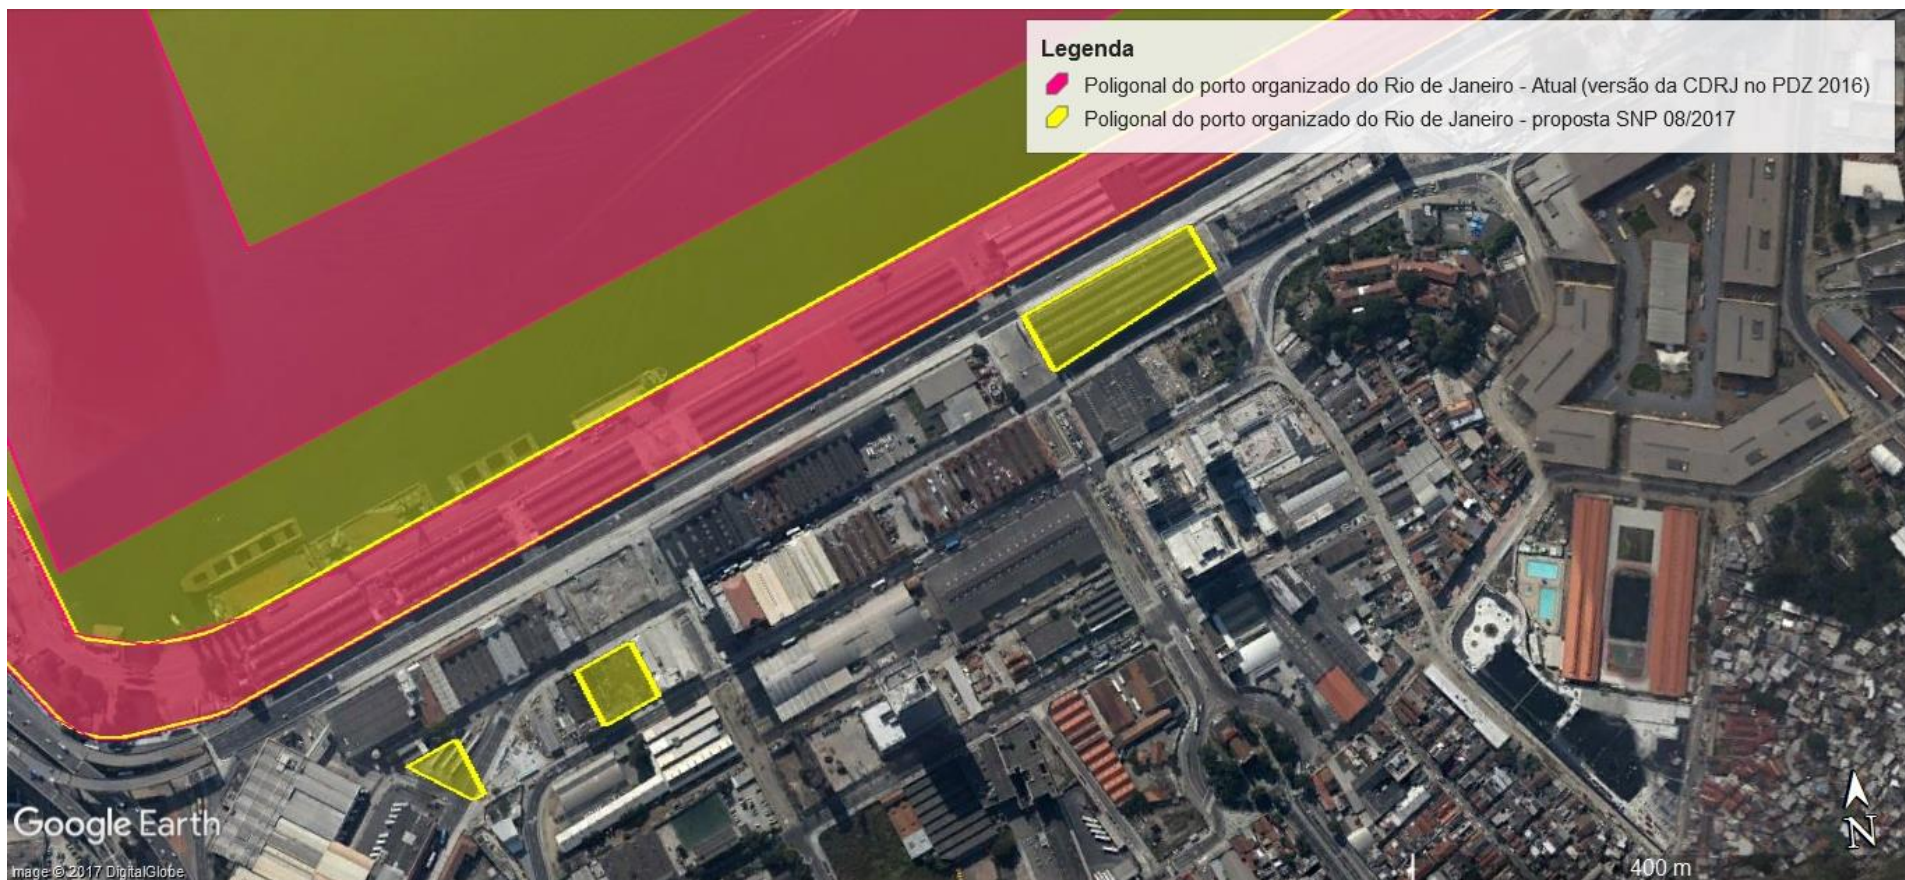 Legenda
Poligonal do porto organizado do Rio de Janeiro - Atual (versão da CDRJ no PDZ 2016)
Poligonal do porto organizado do Rio de Janeiro - proposta SNP 08/2017
Google Earth
N
Image © 2017 DigitalGlobe
400 m